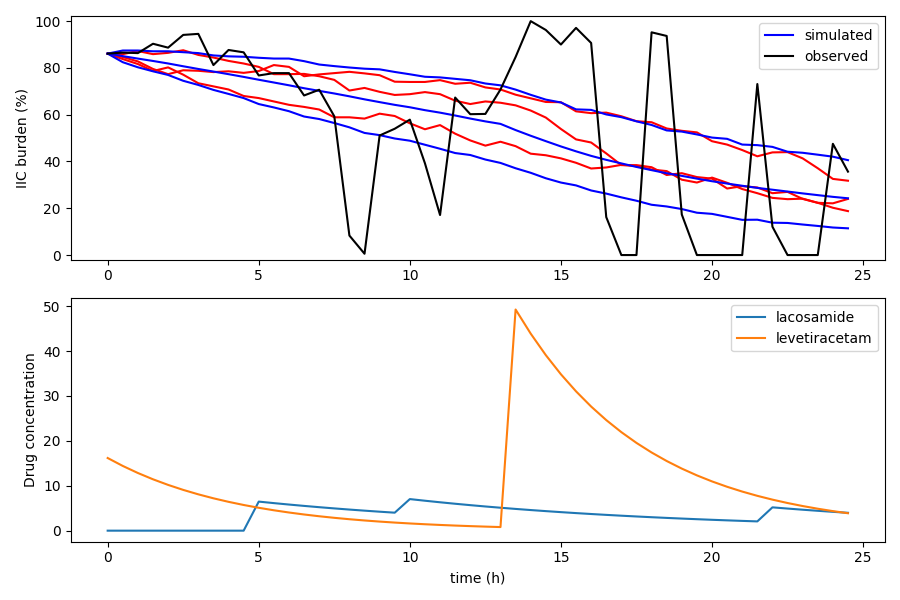 100
80
60
40
20
0
IIC burden (%)
simulated
observed
0 5 10 15 20 25
50
40
30
20
10
0
Drug concentration
lacosamide
levetiracetam
0 5 10 15 20 25
time (h)